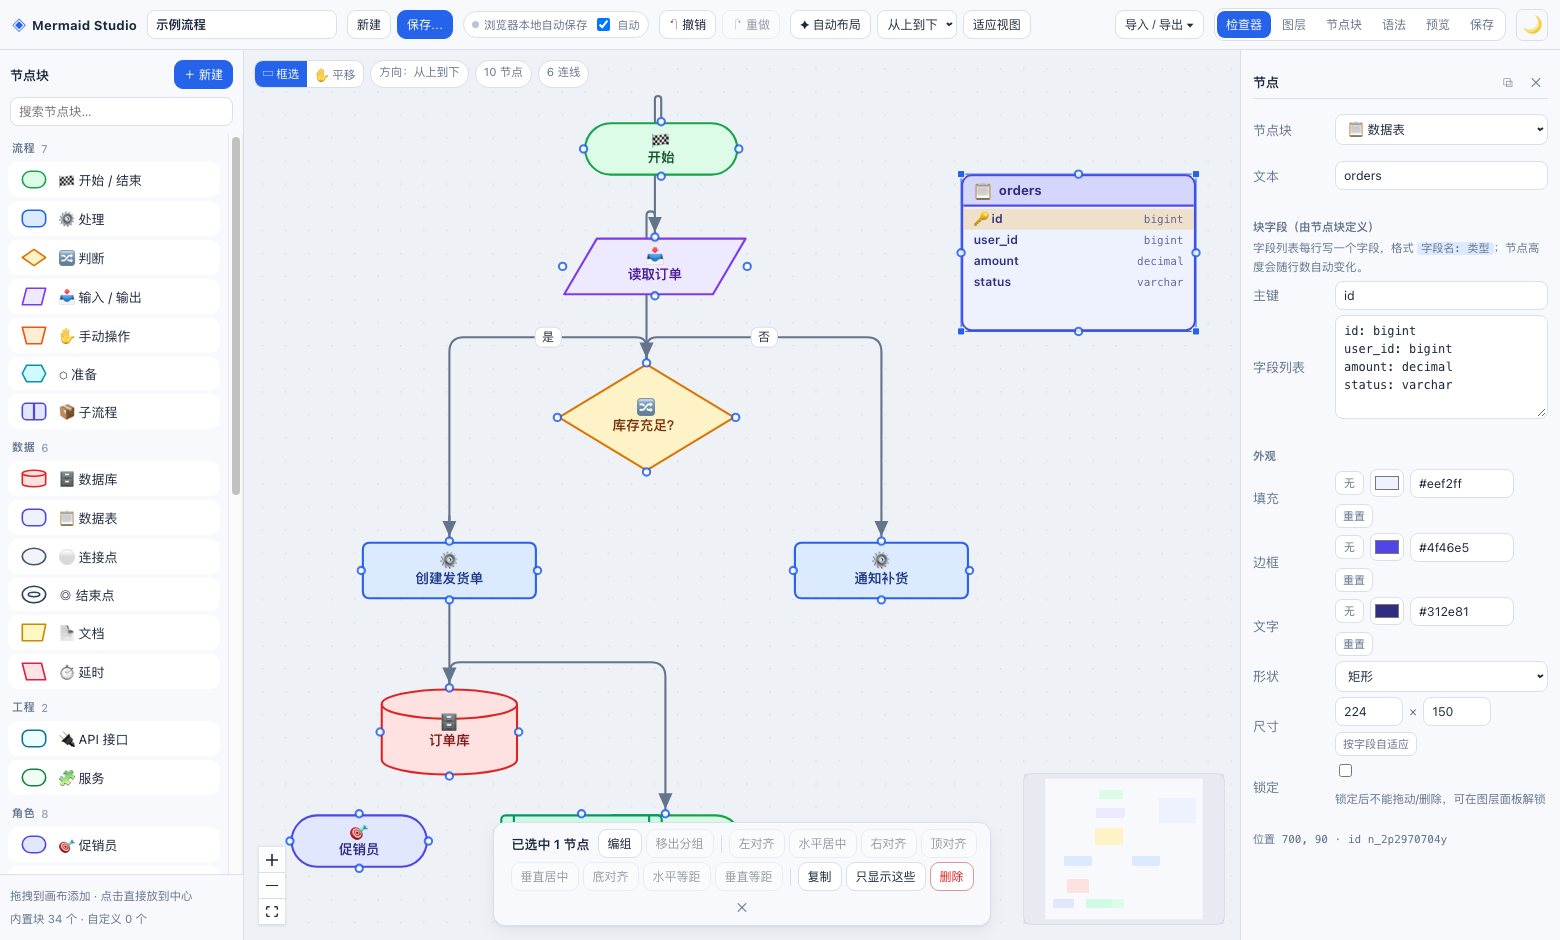 Mermaid Studio
示例流程
新建
保存…
浏览器本地自动保存
自动
撤销
重做
自动布局
从上到下
适应视图
导入 / 导出
检查器
图层
节点块
语法
预览
保存
节点块
+ 新建
搜索节点块...
流程 7
开始 / 结束
处理
判断
输入 / 输出
手动操作
准备
子流程
数据 6
数据库
数据表
连接点
结束点
文档
延时
工程 2
API 接口
服务
角色 8
促销员
拖拽到画布添加 · 点击直接放到中心
内置块 34 个 · 自定义 0 个
框选
平移
方向：从上到下
10 节点
6 连线
开始
读取订单
是
否
库存充足?
创建发货单
通知补货
订单库
促销员
orders
id bigint
user_id bigint
amount decimal
status varchar
已选中 1 节点
编组
移出分组
左对齐
水平居中
右对齐
顶对齐
垂直居中
底对齐
水平等距
垂直等距
复制
只显示这些
删除
节点
节点块
数据表
文本
orders
块字段（由节点块定义）
字段列表每行写一个字段，格式 字段名: 类型；节点高
度会随行数自动变化。
主键
id
字段列表
id: bigint
user_id: bigint
amount: decimal
status: varchar
外观
填充
无
#eef2ff
重置
边框
无
#4f46e5
重置
文字
无
#312e81
重置
形状
矩形
尺寸
224 × 150
按字段自适应
锁定
锁定后不能拖动/删除，可在图层面板解锁
位置 700, 90 · id n_2p2970704y